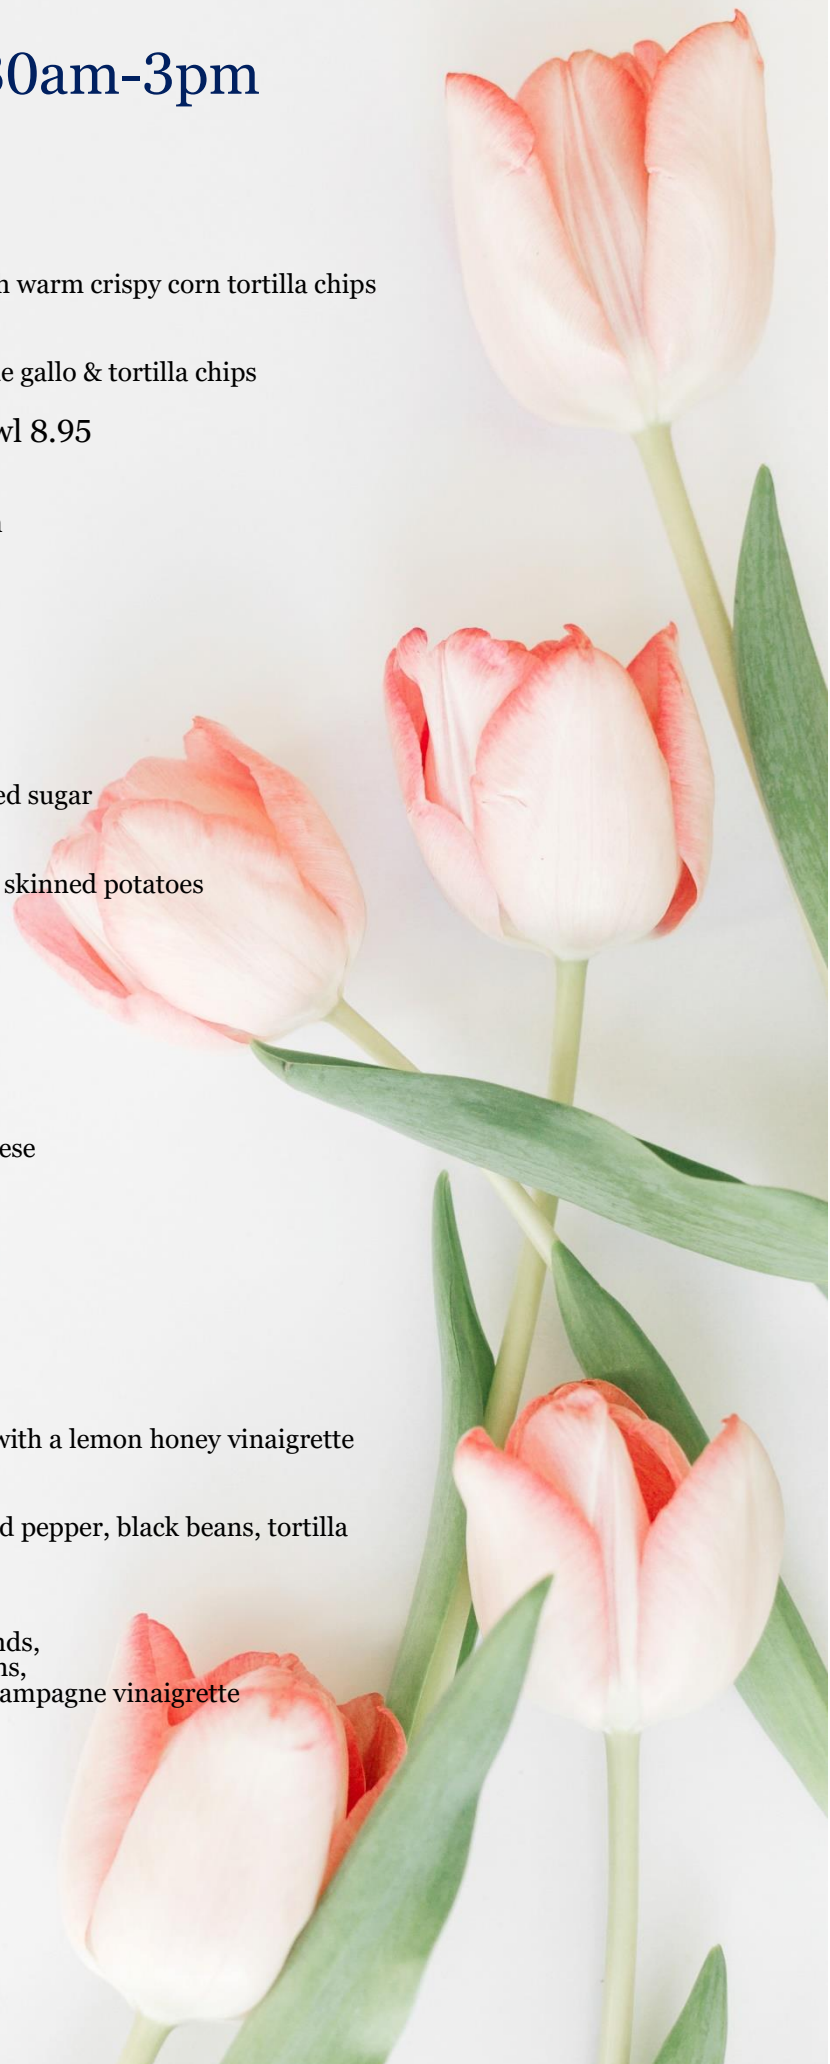 30am-3pm
warm crispy corn tortilla chips
e gallo & tortilla chips
wl 8.95
ed sugar
skinned potatoes
ese
with a lemon honey vinaigrette
d pepper, black beans, tortilla
nds,
ns,
ampagne vinaigrette